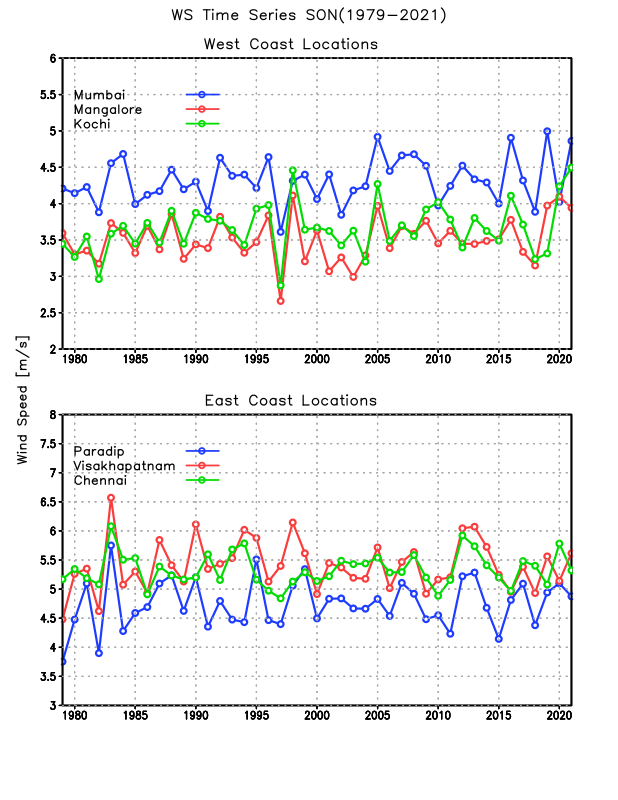 WS Time Series SON(1979-2021)
West Coast Locations
6
5.5
5
4.5
4
3.5
3
2.5
2
Mumbai
Mangalore
Kochi
1980 1985 1990 1995 2000 2005 2010 2015 2020
Wind Speed [m/s]
East Coast Locations
8
7.5
7
6.5
6
5.5
5
4.5
4
3.5
3
Paradip
Visakhapatnam
Chennai
1980 1985 1990 1995 2000 2005 2010 2015 2020